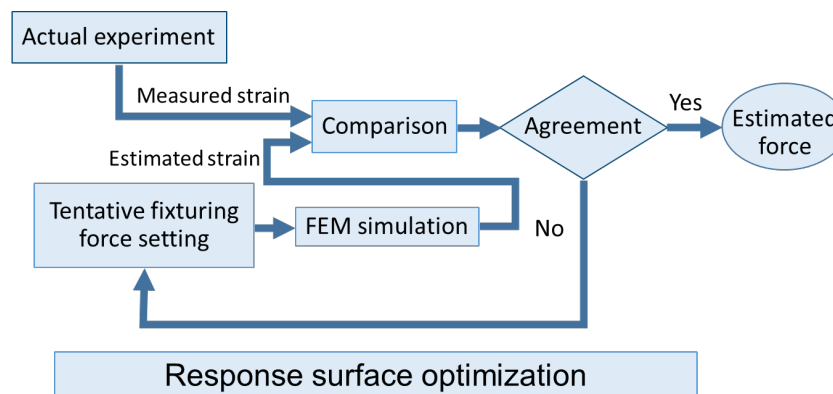 Actual experiment
Measured strain
Comparison
Agreement
Yes
Estimated
force
Estimated strain
Tentative fixturing
force setting
FEM simulation
No
Response surface optimization